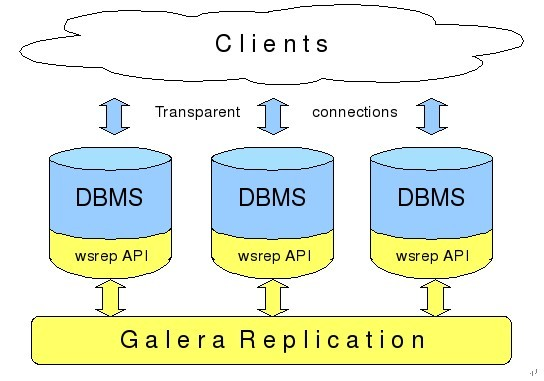 Clients
Transparent connections
DBMS DBMS DBMS
wsrep API wsrep API wsrep API
Galera Replication